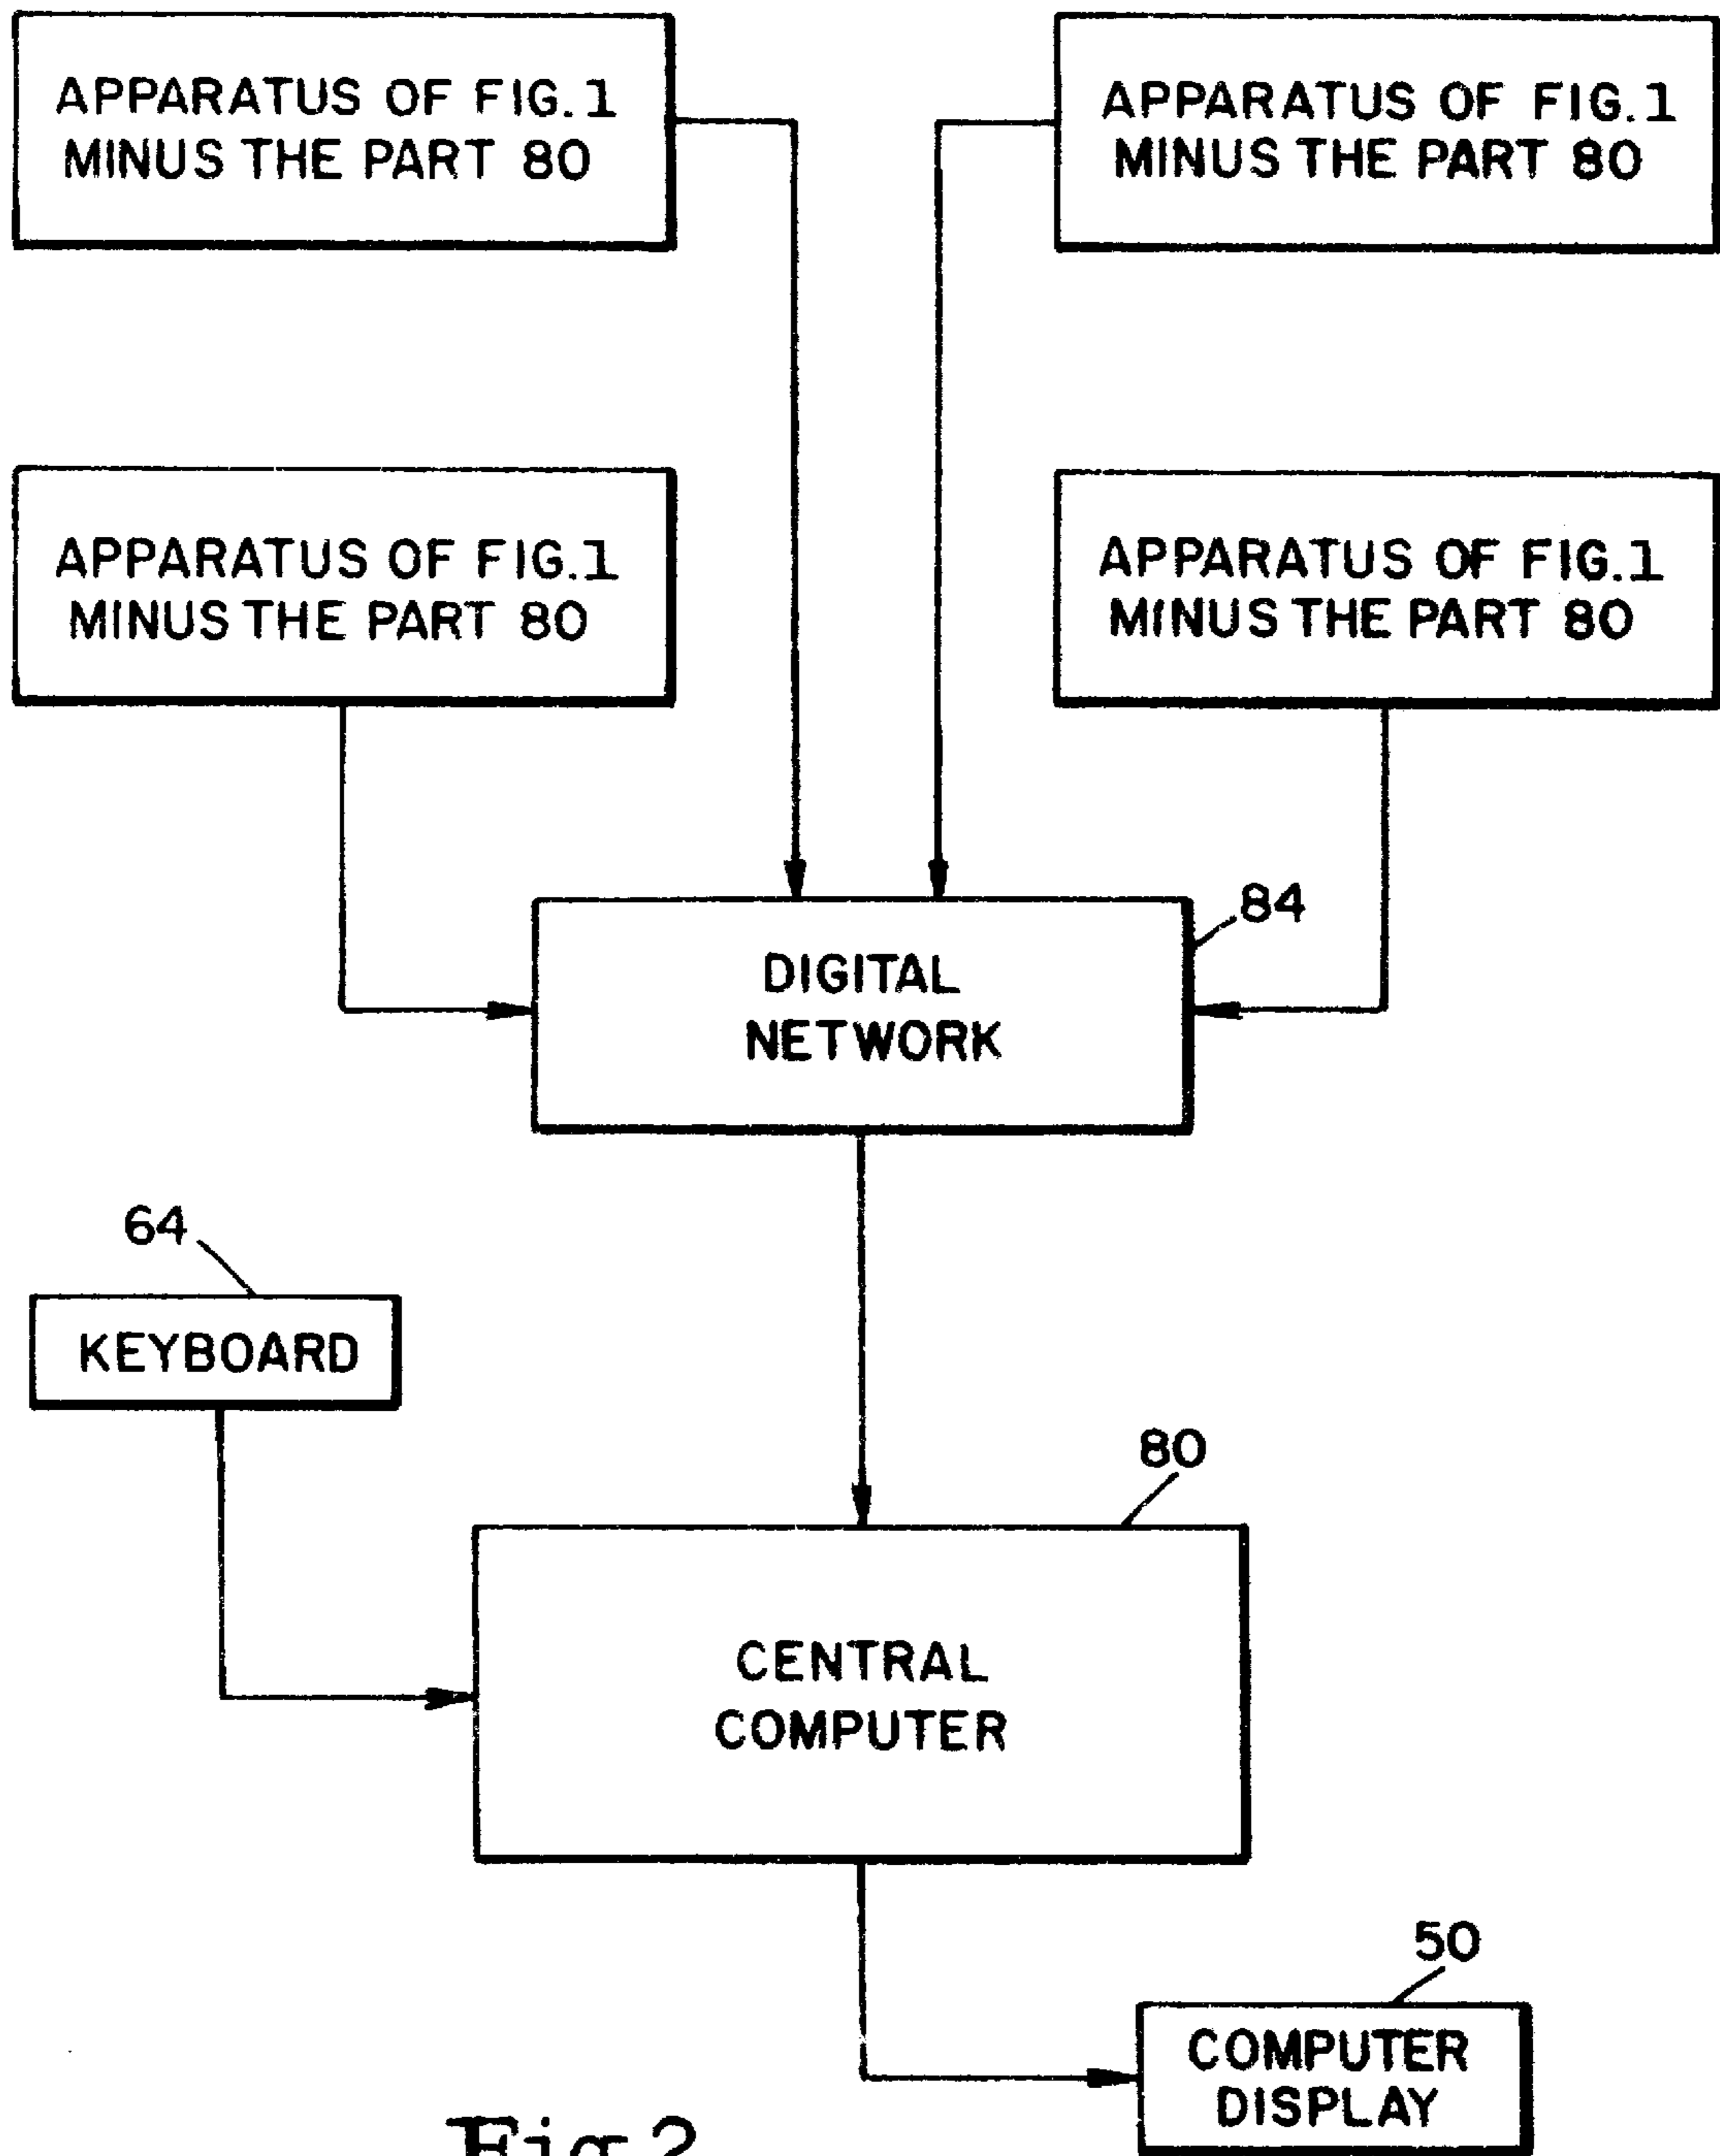 APPARATUS OF FIG.1
MINUS THE PART 80
APPARATUS OF FIG.1
MINUS THE PART 80
APPARATUS OF FIG.1
MINUS THE PART 80
APPARATUS OF FIG.1
MINUS THE PART 80
84
DIGITAL
NETWORK
64
KEYBOARD
80
CENTRAL
COMPUTER
50
COMPUTER
DISPLAY
Fig.2